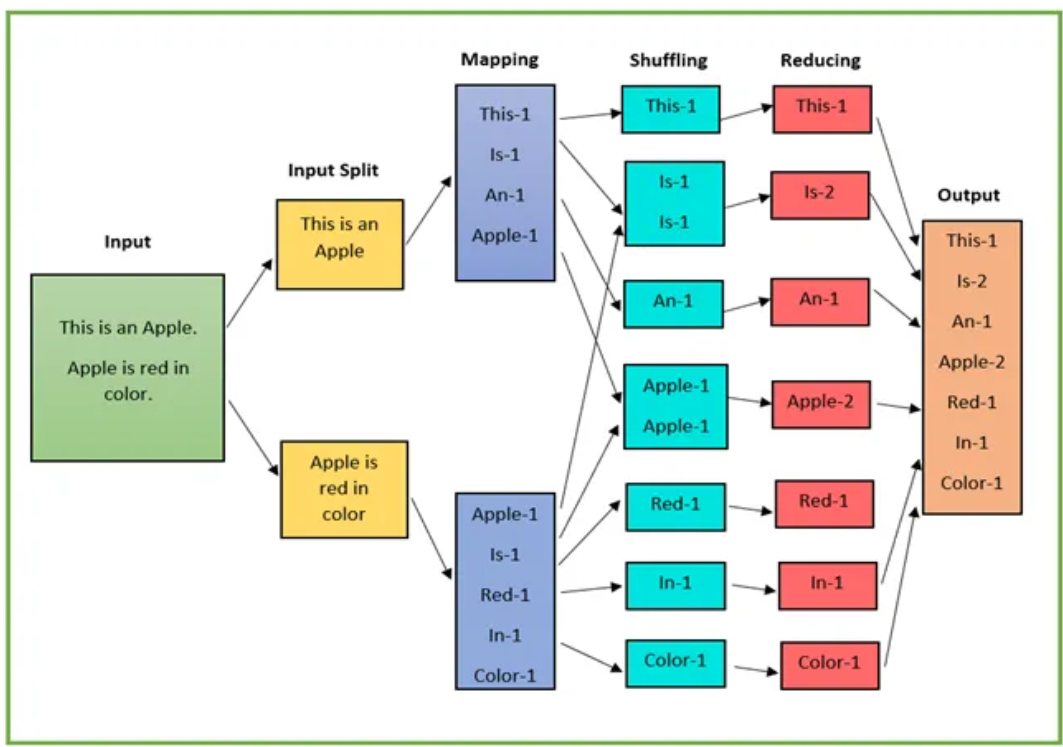 Input
This is an Apple.
Apple is red in
color.
Input Split
This is an
Apple
Apple is
red in
color
Mapping
This-1
Is-1
An-1
Apple-1
Apple-1
Is-1
Red-1
In-1
Color-1
Shuffling
This-1
Is-1
Is-1
An-1
Apple-1
Apple-1
Red-1
In-1
Color-1
Reducing
This-1
Is-2
An-1
Apple-2
Red-1
In-1
Color-1
Output
This-1
Is-2
An-1
Apple-2
Red-1
In-1
Color-1